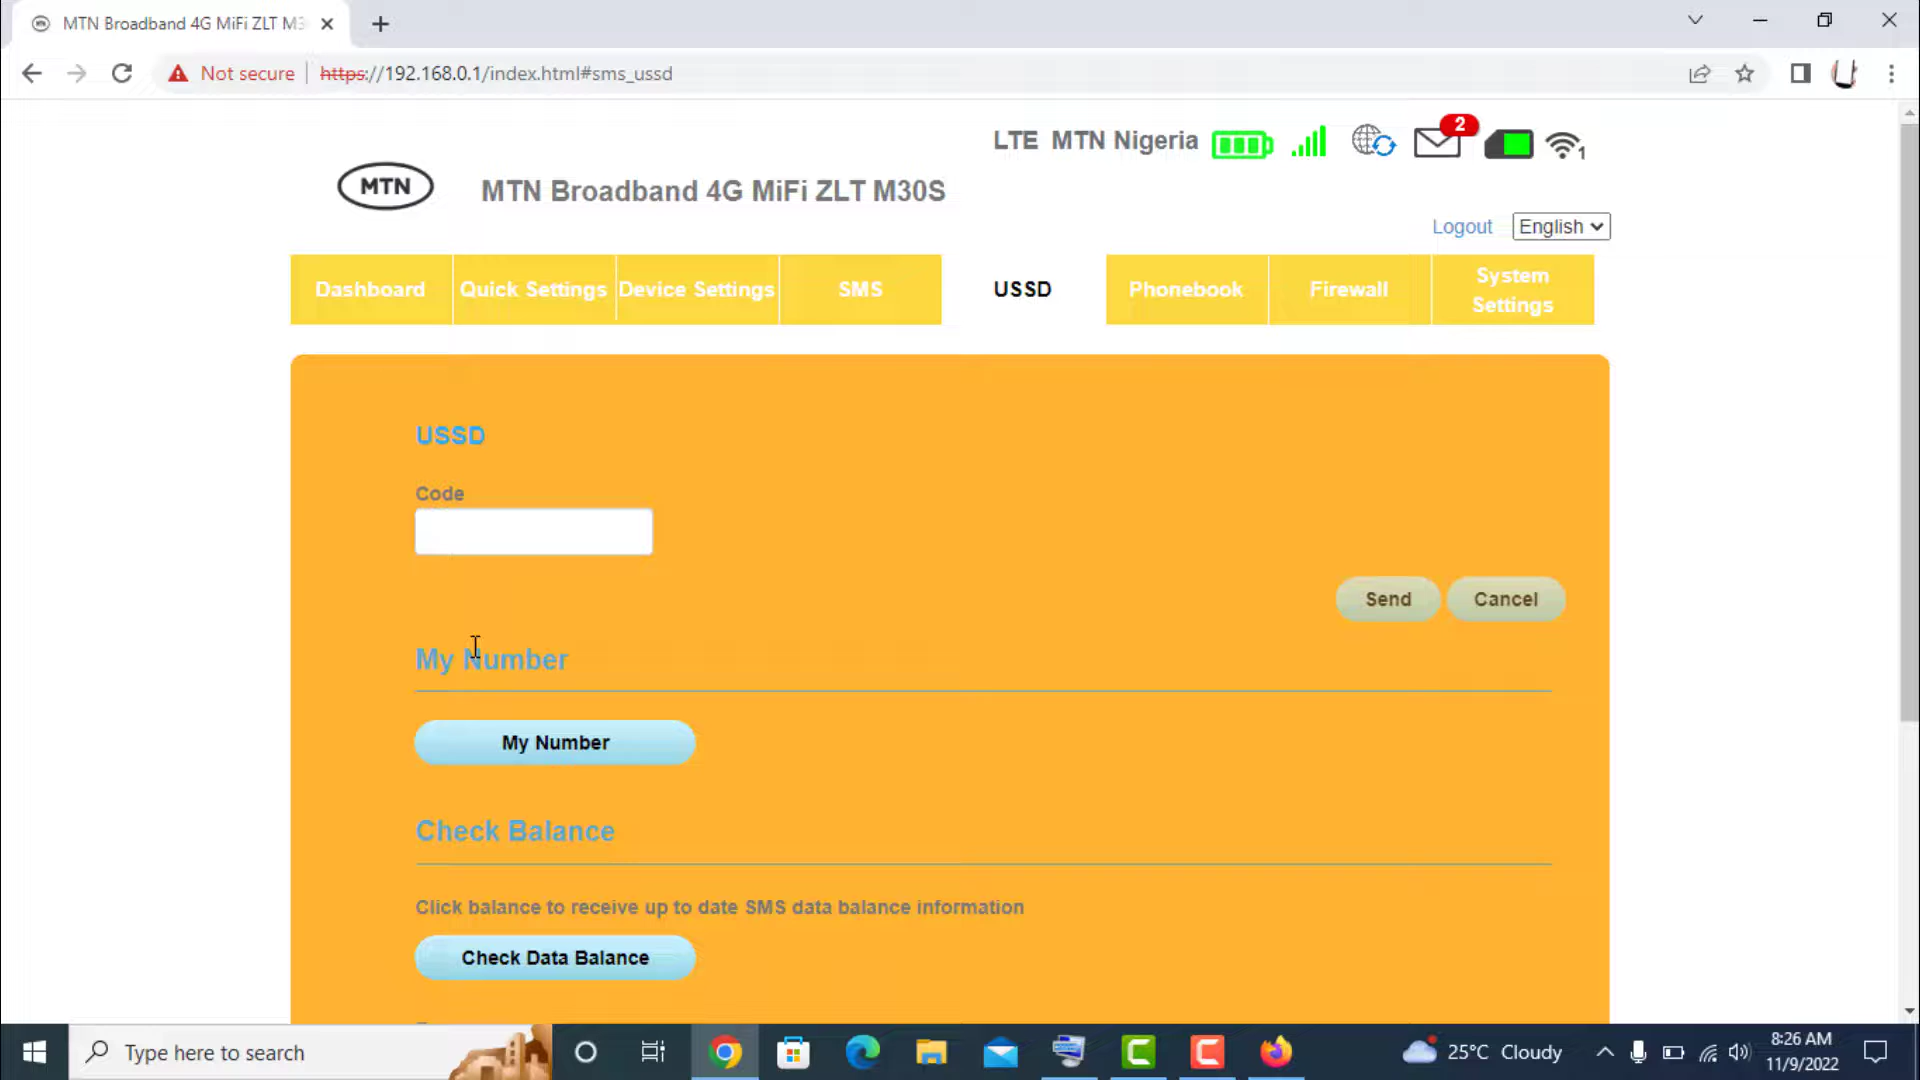 MTN Broadband 4G MiFi ZLT M3
Not secure
https://192.168.0.1/index.html#sms_ussd
LTE MTN Nigeria
2
1
MTN
MTN Broadband 4G MiFi ZLT M30S
Logout
English
Dashboard
Quick Settings
Device Settings
SMS
USSD
Phonebook
Firewall
System
Settings
USSD
Code
Send
Cancel
My Number
My Number
Check Balance
Click balance to receive up to date SMS data balance information
Check Data Balance
Type here to search
25°C Cloudy
8:26 AM
11/9/2022